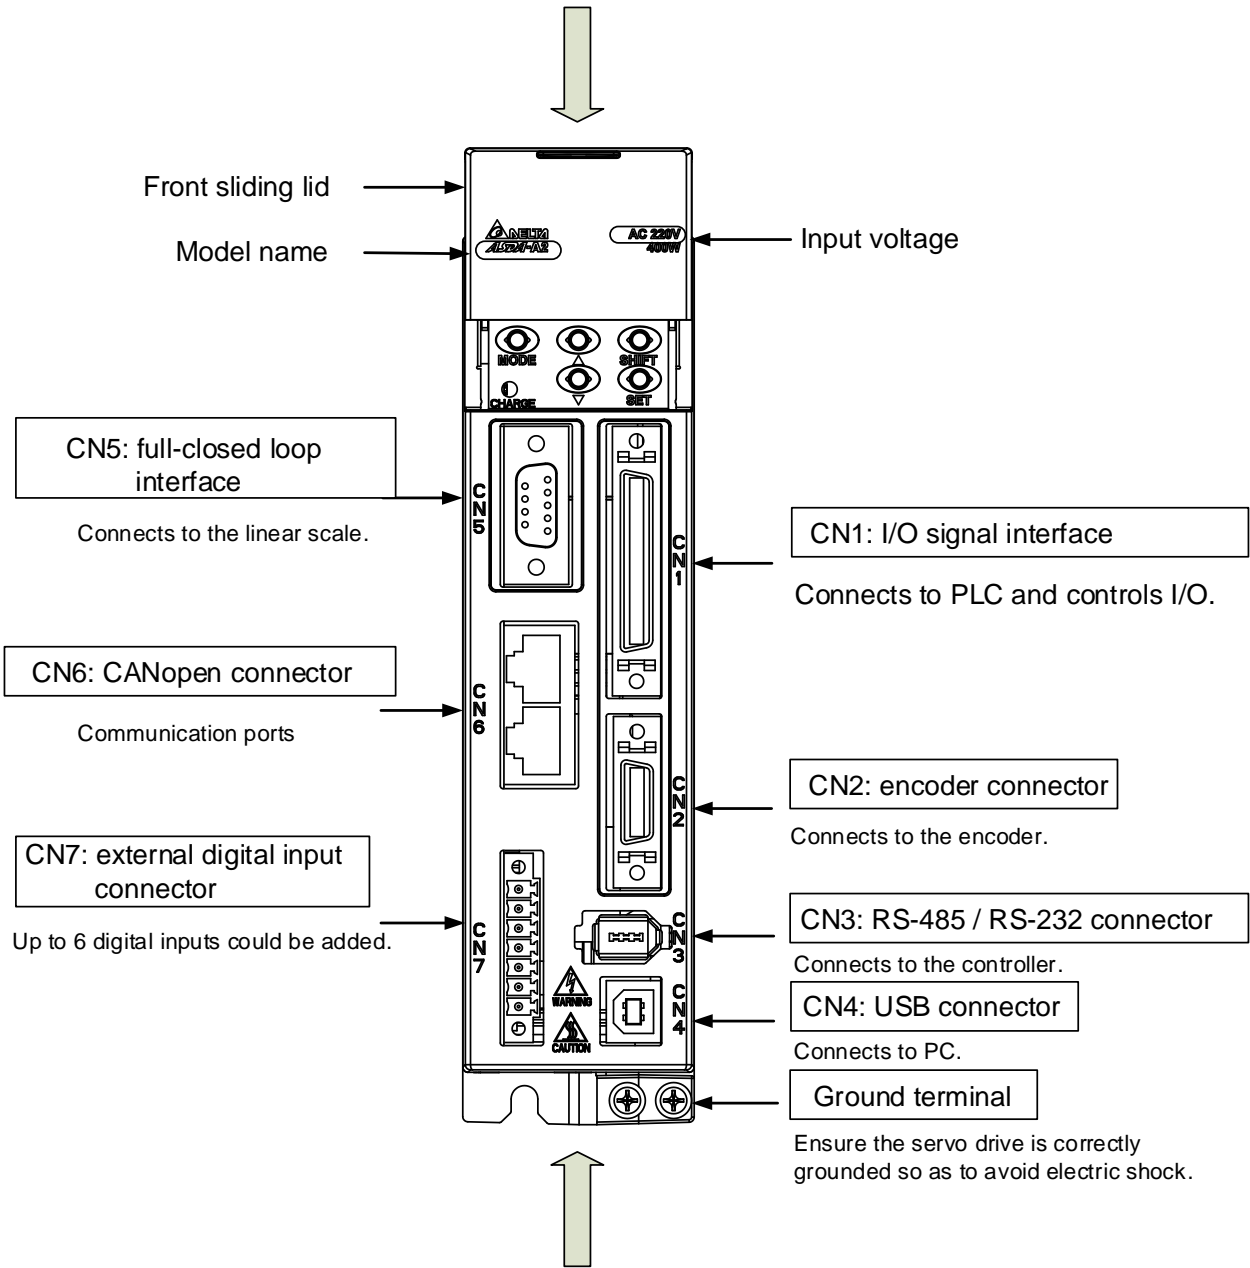 Front sliding lid
Model name
DELTA
ASDA-A2
AC 220V
400W
Input voltage
MODE
SHIFT
CHARGE
SET
CN5: full-closed loop
interface
Connects to the linear scale.
CN5
CN1
CN1: I/O signal interface
Connects to PLC and controls I/O.
CN6: CANopen connector
Communication ports
CN6
CN2
CN2: encoder connector
Connects to the encoder.
CN7: external digital input
connector
Up to 6 digital inputs could be added.
CN7
CN3
CN3: RS-485 / RS-232 connector
Connects to the controller.
WARNING
CAUTION
CN4
CN4: USB connector
Connects to PC.
Ground terminal
Ensure the servo drive is correctly
grounded so as to avoid electric shock.